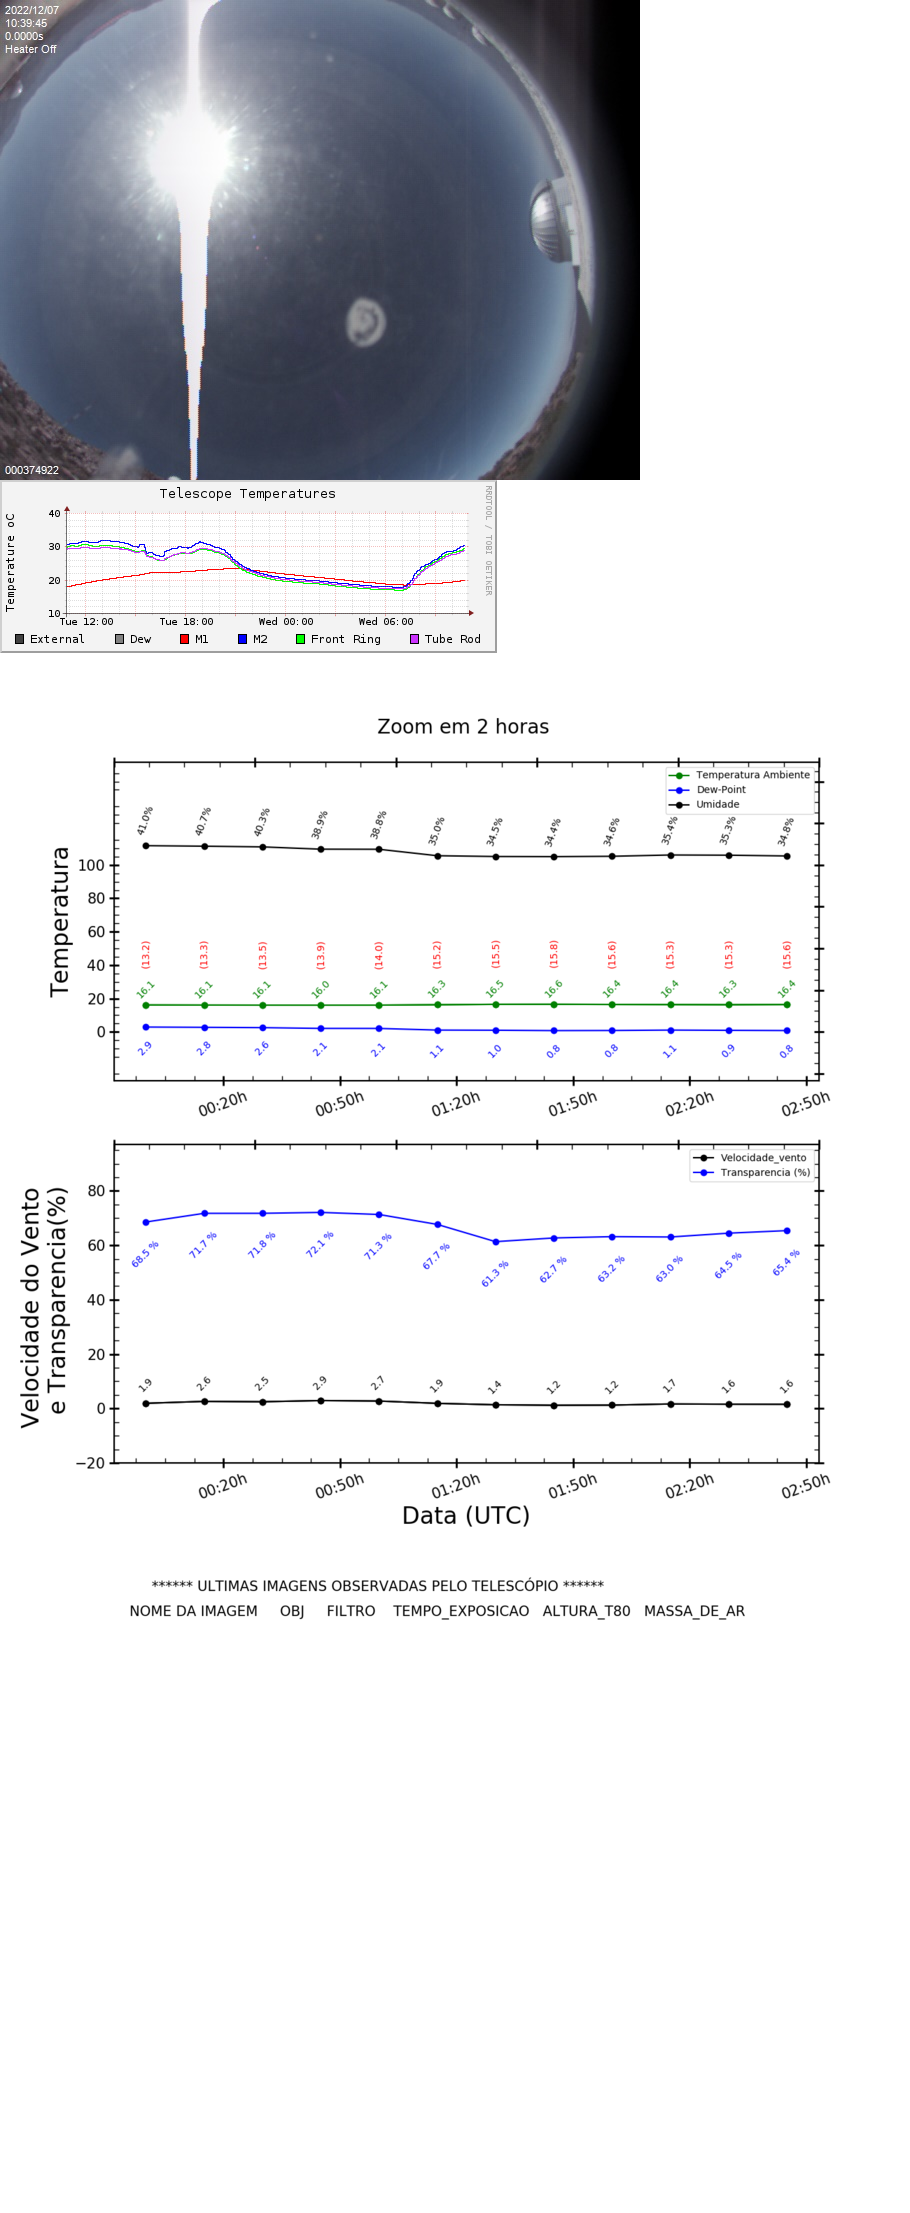 2022/12/07
10:39:45
0.0000s
Heater Off
000374922
Telescope Temperatures
RRDTOOL / TOBI OETIKER
Temperature oC
40
30
20
10
Tue 12:00 Tue 18:00 Wed 00:00 Wed 06:00
External Dew M1 M2 Front Ring Tube Rod
Zoom em 2 horas
Temperatura Ambiente
Dew-Point
Umidade
41.0% 40.7% 40.3% 38.9% 38.8% 35.0% 34.5% 34.4% 34.6% 35.4% 35.3% 34.8%
Temperatura
100
80
60
40
20
0
(13.2) (13.3) (13.5) (13.9) (14.0) (15.2) (15.5) (15.8) (15.6) (15.3) (15.3) (15.6)
16.1 16.1 16.1 16.0 16.1 16.3 16.5 16.6 16.4 16.4 16.3 16.4
2.9 2.8 2.6 2.1 2.1 1.1 1.0 0.8 0.8 1.1 0.9 0.8
00:20h 00:50h 01:20h 01:50h 02:20h 02:50h
Velocidade_vento
Transparencia (%)
Velocidade do Vento
e Transparencia(%)
80
60
40
20
0
−20
68.5 % 71.7 % 71.8 % 72.1 % 71.3 % 67.7 % 61.3 % 62.7 % 63.2 % 63.0 % 64.5 % 65.4 %
1.9 2.6 2.5 2.9 2.7 1.9 1.4 1.2 1.2 1.7 1.6 1.6
00:20h 00:50h 01:20h 01:50h 02:20h 02:50h
Data (UTC)
****** ULTIMAS IMAGENS OBSERVADAS PELO TELESCÓPIO ******
NOME DA IMAGEM OBJ FILTRO TEMPO_EXPOSICAO ALTURA_T80 MASSA_DE_AR